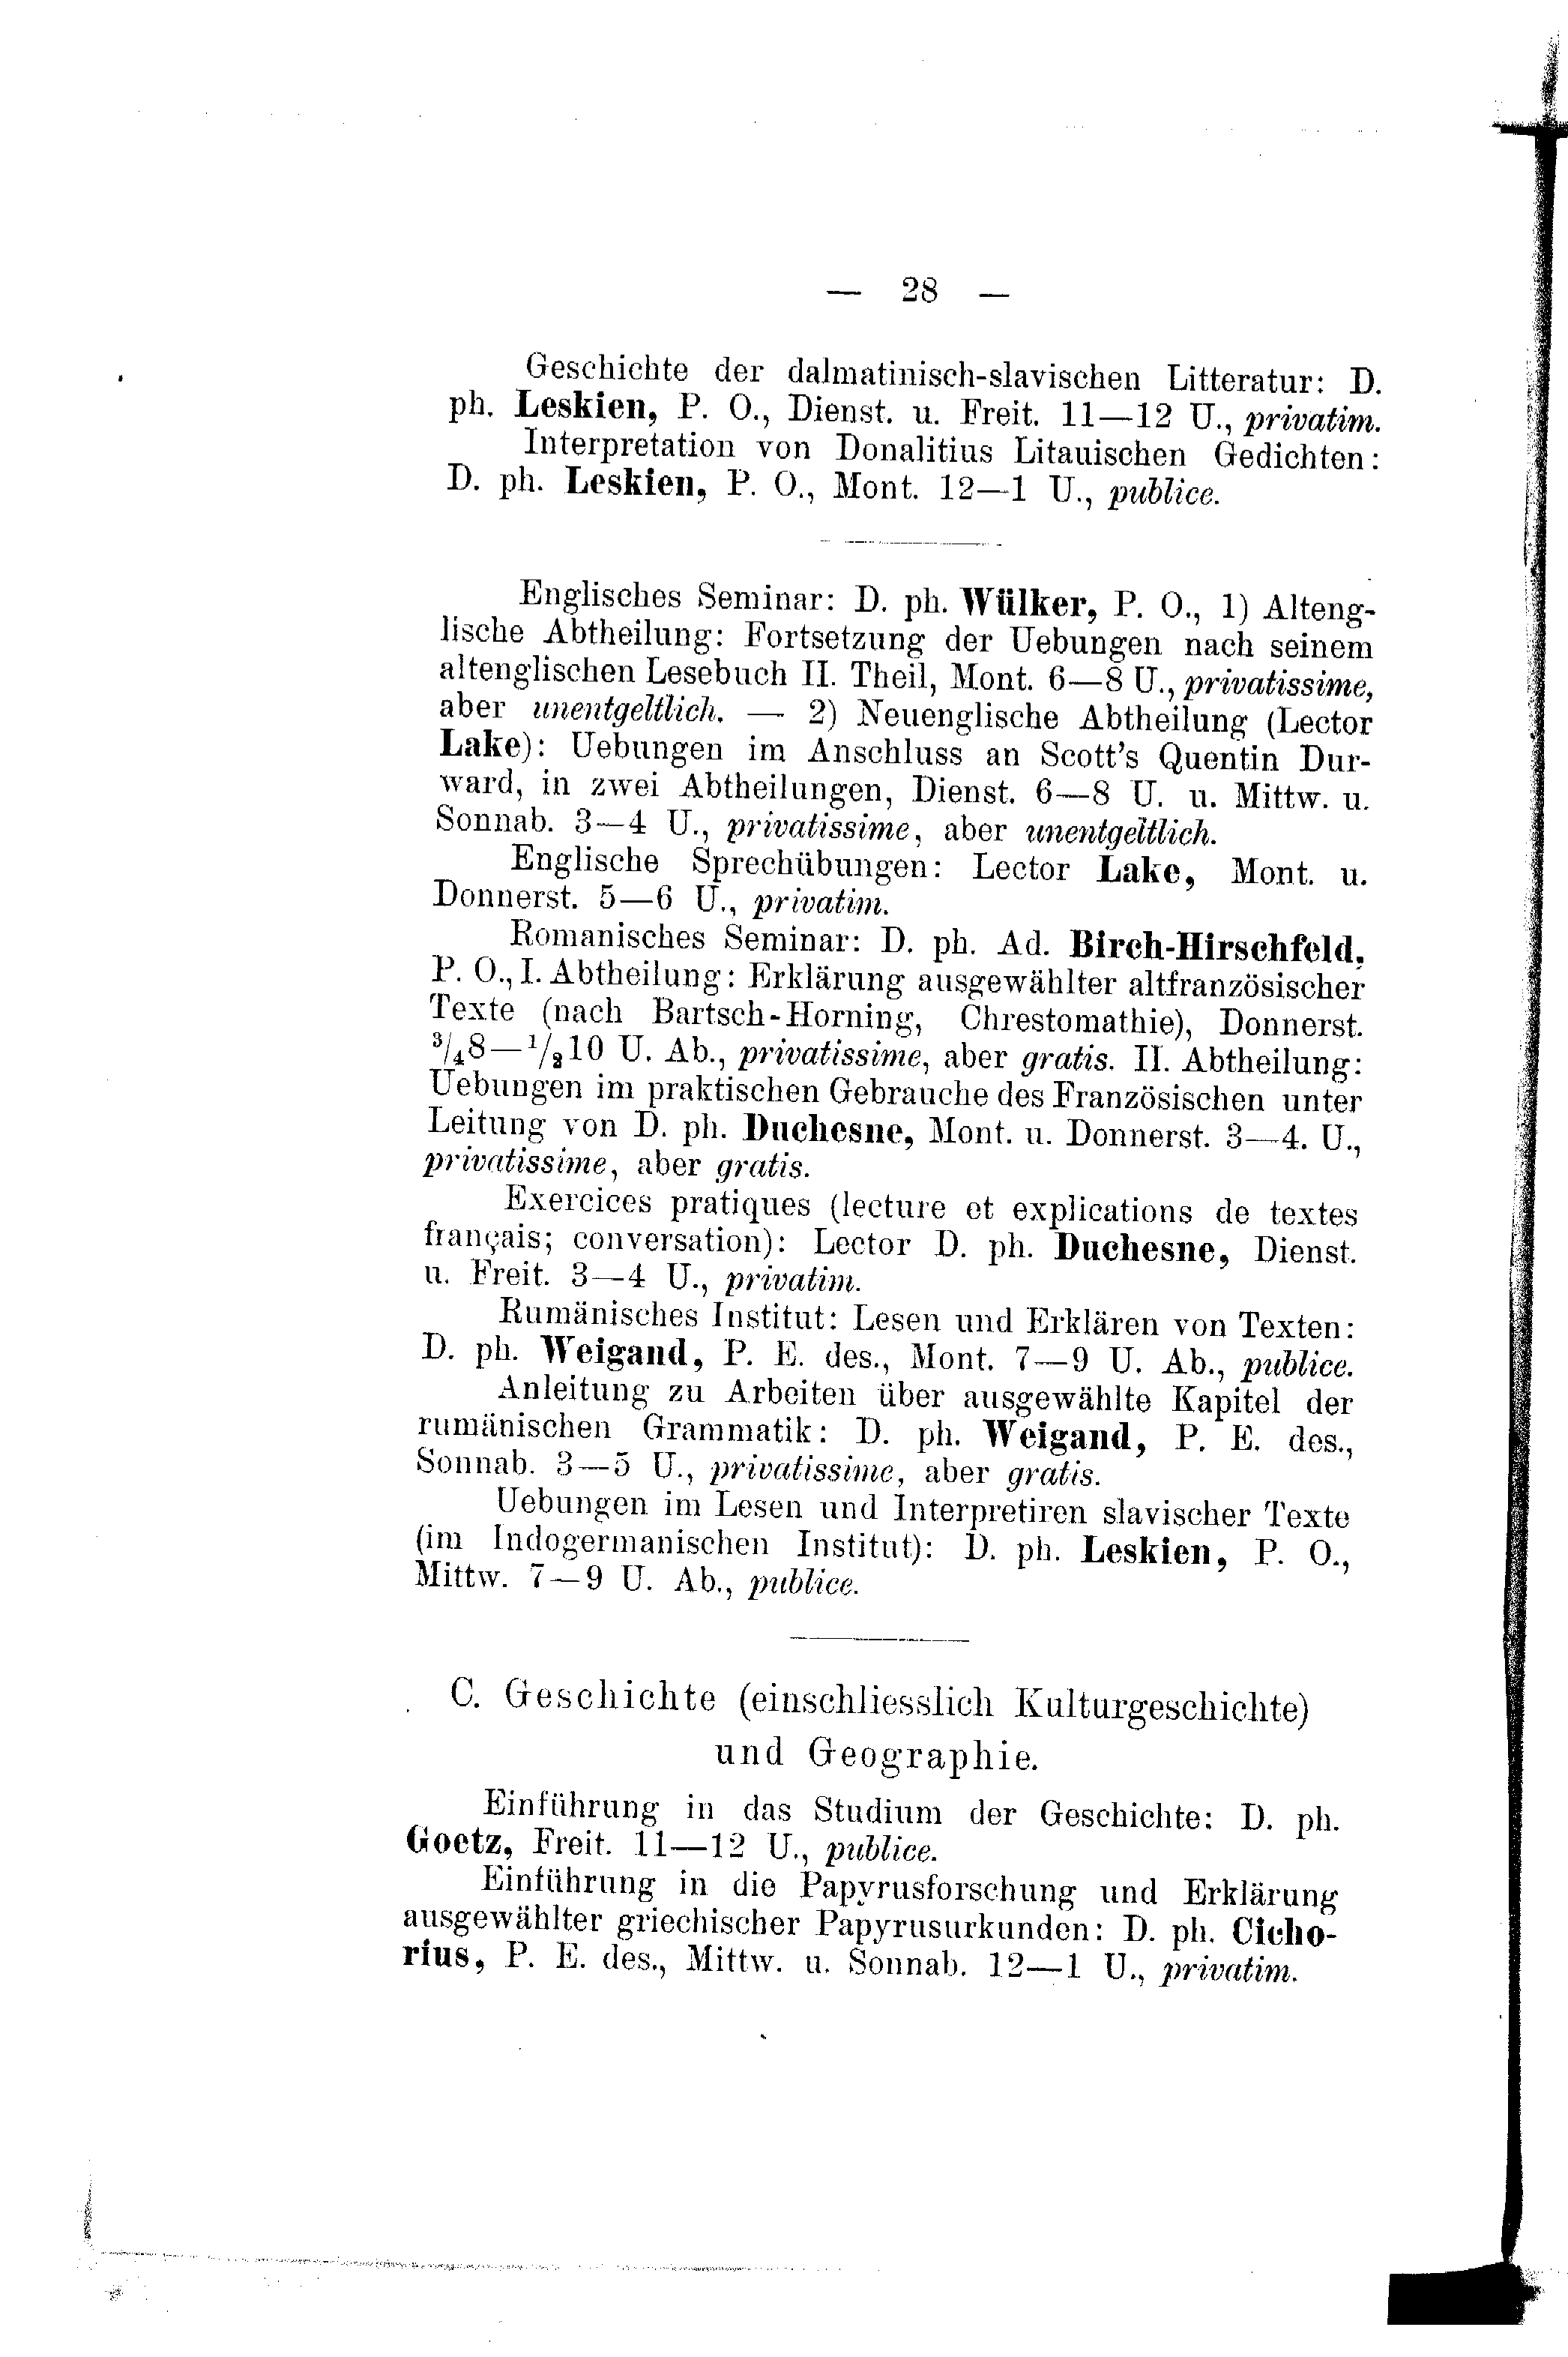 — 28 —
Geschichte der dalmatinisch-slavischen Litteratur: D.
ph. Leskien, P. O., Dienst. u. Freit. 11—12 U., privatim.
Interpretation von Donalitius Litauischen Gedichten:
D. ph. Leskien, P. O., Mont. 12—1 U., publice.
Englisches Seminar: D. ph. Wülker, P. O., 1) Alteng-
lische Abtheilung: Fortsetzung der Uebungen nach seinem
altenglischen Lesebuch II. Theil, Mont. 6—8 U., privatissime,
aber unentgeltlich. — 2) Neuenglische Abtheilung (Lector
Lake): Uebungen im Anschluss an Scott's Quentin Dur-
ward, in zwei Abtheilungen, Dienst. 6—8 U. u. Mittw. u.
Sonnab. 3—4 U., privatissime, aber unentgeltlich.
Englische Sprechübungen: Lector Lake, Mont. u.
Donnerst. 5—6 U., privatim.
Romanisches Seminar: D. ph. Ad. Birch-Hirschfeld,
P. O., I. Abtheilung: Erklärung ausgewählter altfranzösischer
Texte (nach Bartsch-Horning, Chrestomathie), Donnerst.
3/48—1/210 U. Ab., privatissime, aber gratis. II. Abtheilung:
Uebungen im praktischen Gebrauche des Französischen unter
Leitung von D. ph. Duchesne, Mont. u. Donnerst. 3—4. U.,
privatissime, aber gratis.
Exercices pratiques (lecture et explications de textes
français; conversation): Lector D. ph. Duchesne, Dienst.
u. Freit. 3—4 U., privatim.
Rumänisches Institut: Lesen und Erklären von Texten:
D. ph. Weigand, P. E. des., Mont. 7—9 U. Ab., publice.
Anleitung zu Arbeiten über ausgewählte Kapitel der
rumänischen Grammatik: D. ph. Weigand, P. E. des.,
Sonnab. 3—5 U., privatissime, aber gratis.
Uebungen im Lesen und Interpretiren slavischer Texte
(im Indogermanischen Institut): D. ph. Leskien, P. O.,
Mittw. 7—9 U. Ab., publice.
C. Geschichte (einschliesslich Kulturgeschichte)
und Geographie.
Einführung in das Studium der Geschichte: D. ph.
Goetz, Freit. 11—12 U., publice.
Einführung in die Papyrusforschung und Erklärung
ausgewählter griechischer Papyrusurkunden: D. ph. Cicho-
rius, P. E. des., Mittw. u. Sonnab. 12—1 U., privatim.